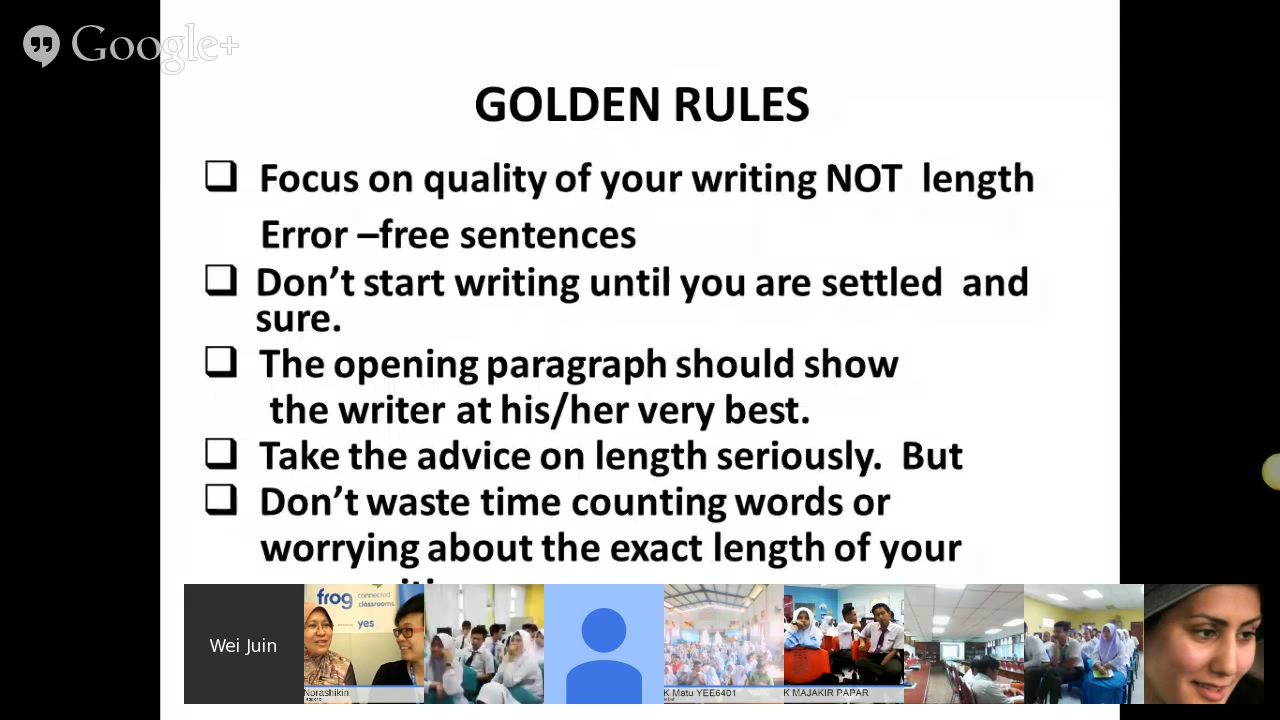 Google+
GOLDEN RULES
Focus on quality of your writing NOT length
Error –free sentences
Don't start writing until you are settled and
sure.
The opening paragraph should show
the writer at his/her very best.
Take the advice on length seriously. But
Don't waste time counting words or
worrying about the exact length of your
Wei Juin
frog connected
classrooms
yes
Norashikin
K Matu YEE6401
K MAJAKIR PAPAR